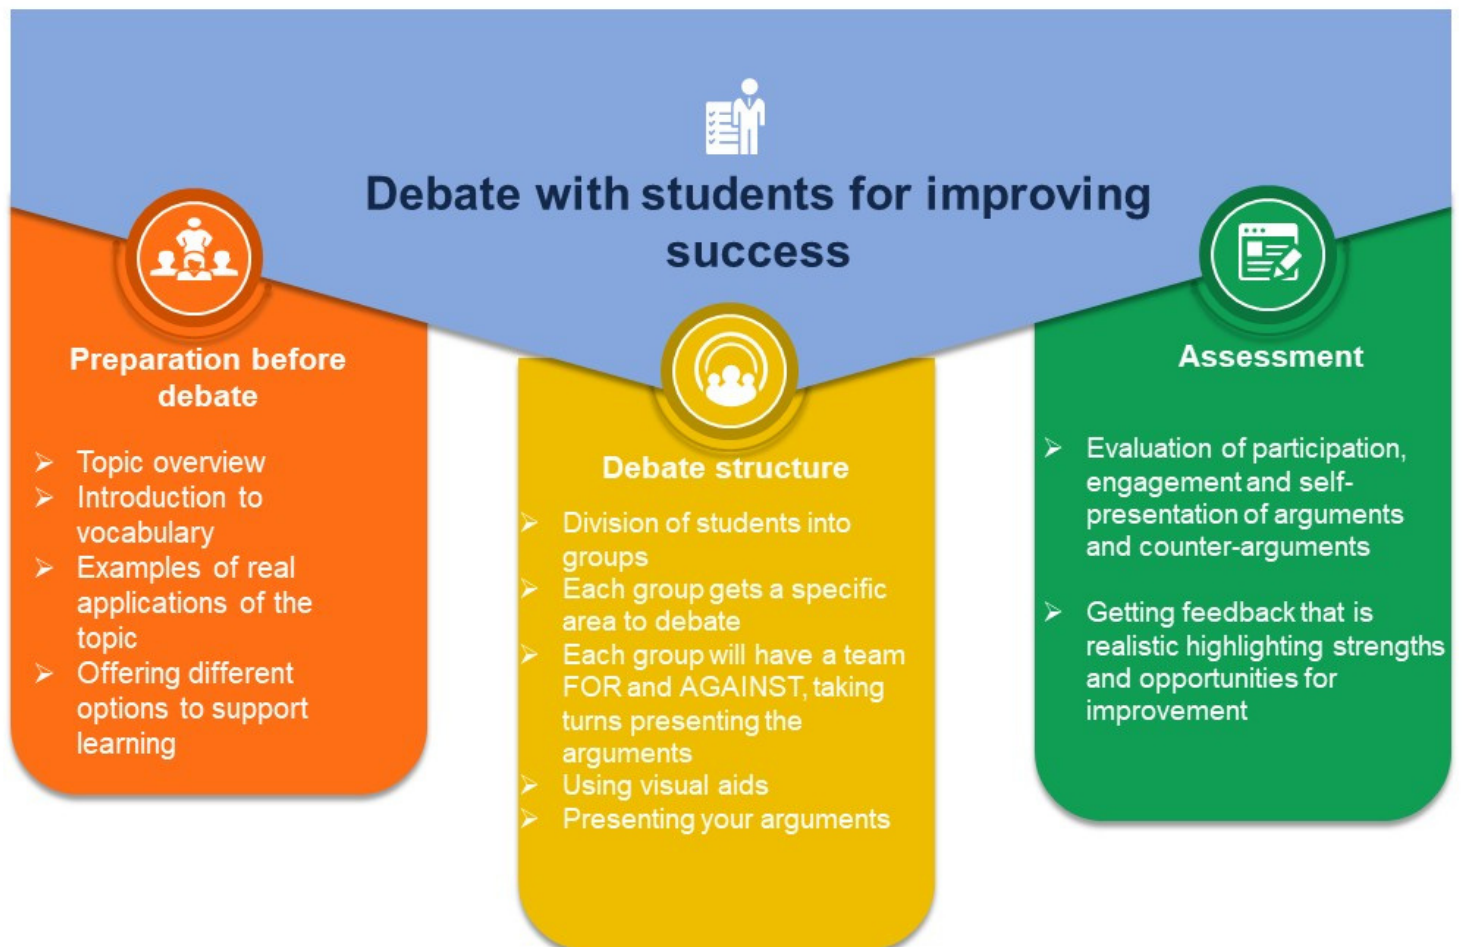 Debate with students for improving
success
Preparation before
debate
➢ Topic overview
➢ Introduction to
vocabulary
➢ Examples of real
applications of the
topic
➢ Offering different
options to support
learning
Debate structure
➢ Division of students into
groups
➢ Each group gets a specific
area to debate
➢ Each group will have a team
FOR and AGAINST, taking
turns presenting the
arguments
➢ Using visual aids
➢ Presenting your arguments
Assessment
➢ Evaluation of participation,
engagement and self-
presentation of arguments
and counter-arguments
➢ Getting feedback that is
realistic highlighting strengths
and opportunities for
improvement